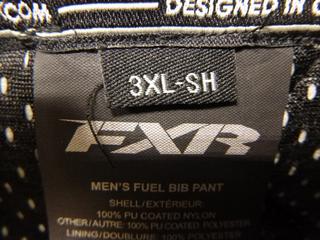 .COM
DESIGNED IN C
3XL-SH
FXR
MEN'S FUEL BIB PANT
SHELL/EXTÉRIEUR:
100% PU COATED NYLON
OTHER/AUTRE: 100% PU COATED POLYESTER
LINING/DOUBLURE: 100% POLYESTER